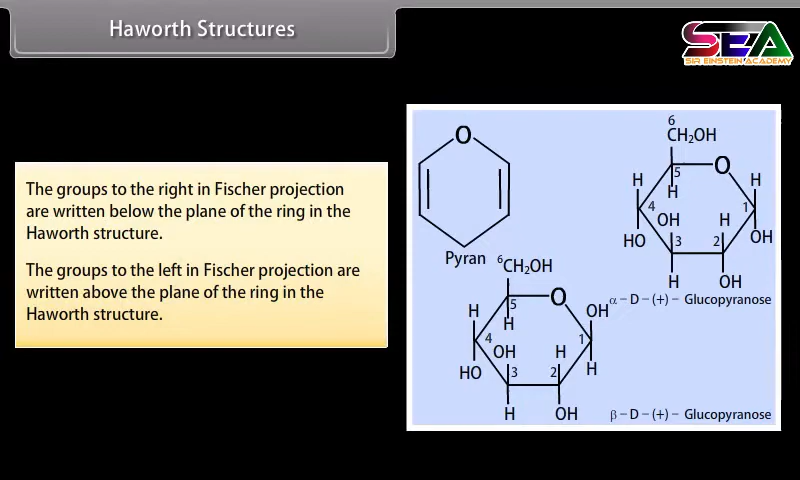 Haworth Structures
SEA
SIR EINSTEIN ACADEMY
The groups to the right in Fischer projection
are written below the plane of the ring in the
Haworth structure.
The groups to the left in Fischer projection are
written above the plane of the ring in the
Haworth structure.
O
Pyran
6
CH₂OH
5
O
H
H
H
4
1
OH
H
HO
3
2
OH
H
OH
α – D – (+) – Glucopyranose
⁶CH₂OH
5
O
H
OH
H
4
1
OH
H
HO
3
2
H
H
OH
β – D – (+) – Glucopyranose